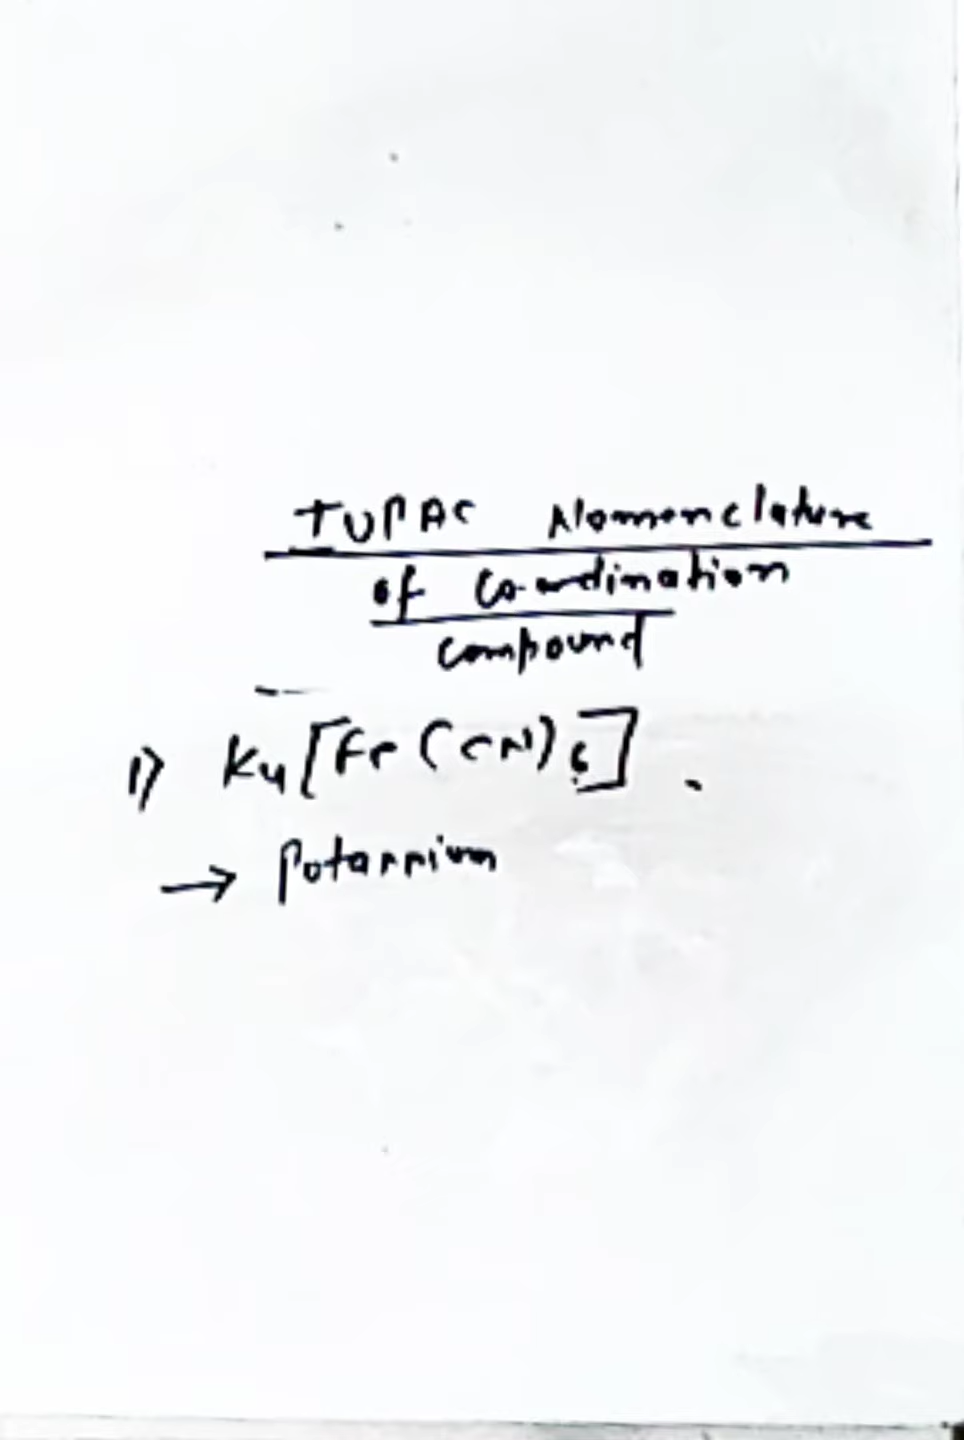 IUPAC Nomenclature
of Co-ordination
compound
1) K4[Fe(CN)6].
→ Potassium